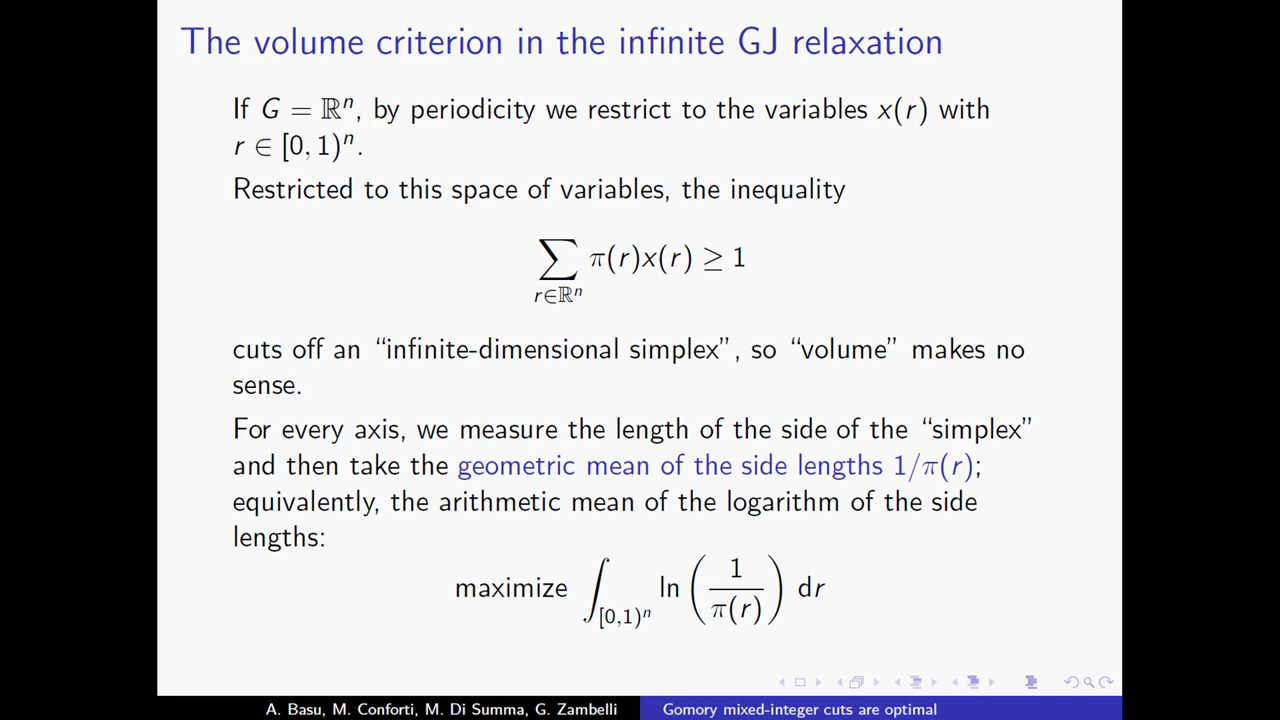 The volume criterion in the infinite GJ relaxation
If G = ℝⁿ, by periodicity we restrict to the variables x(r) with
r ∈ [0, 1)ⁿ.
Restricted to this space of variables, the inequality
∑ π(r)x(r) ≥ 1
r∈ℝⁿ
cuts off an “infinite-dimensional simplex”, so “volume” makes no
sense.
For every axis, we measure the length of the side of the “simplex”
and then take the geometric mean of the side lengths 1/π(r);
equivalently, the arithmetic mean of the logarithm of the side
lengths:
maximize ∫_{[0,1)ⁿ} ln (1/π(r)) dr
A. Basu, M. Conforti, M. Di Summa, G. Zambelli
Gomory mixed-integer cuts are optimal